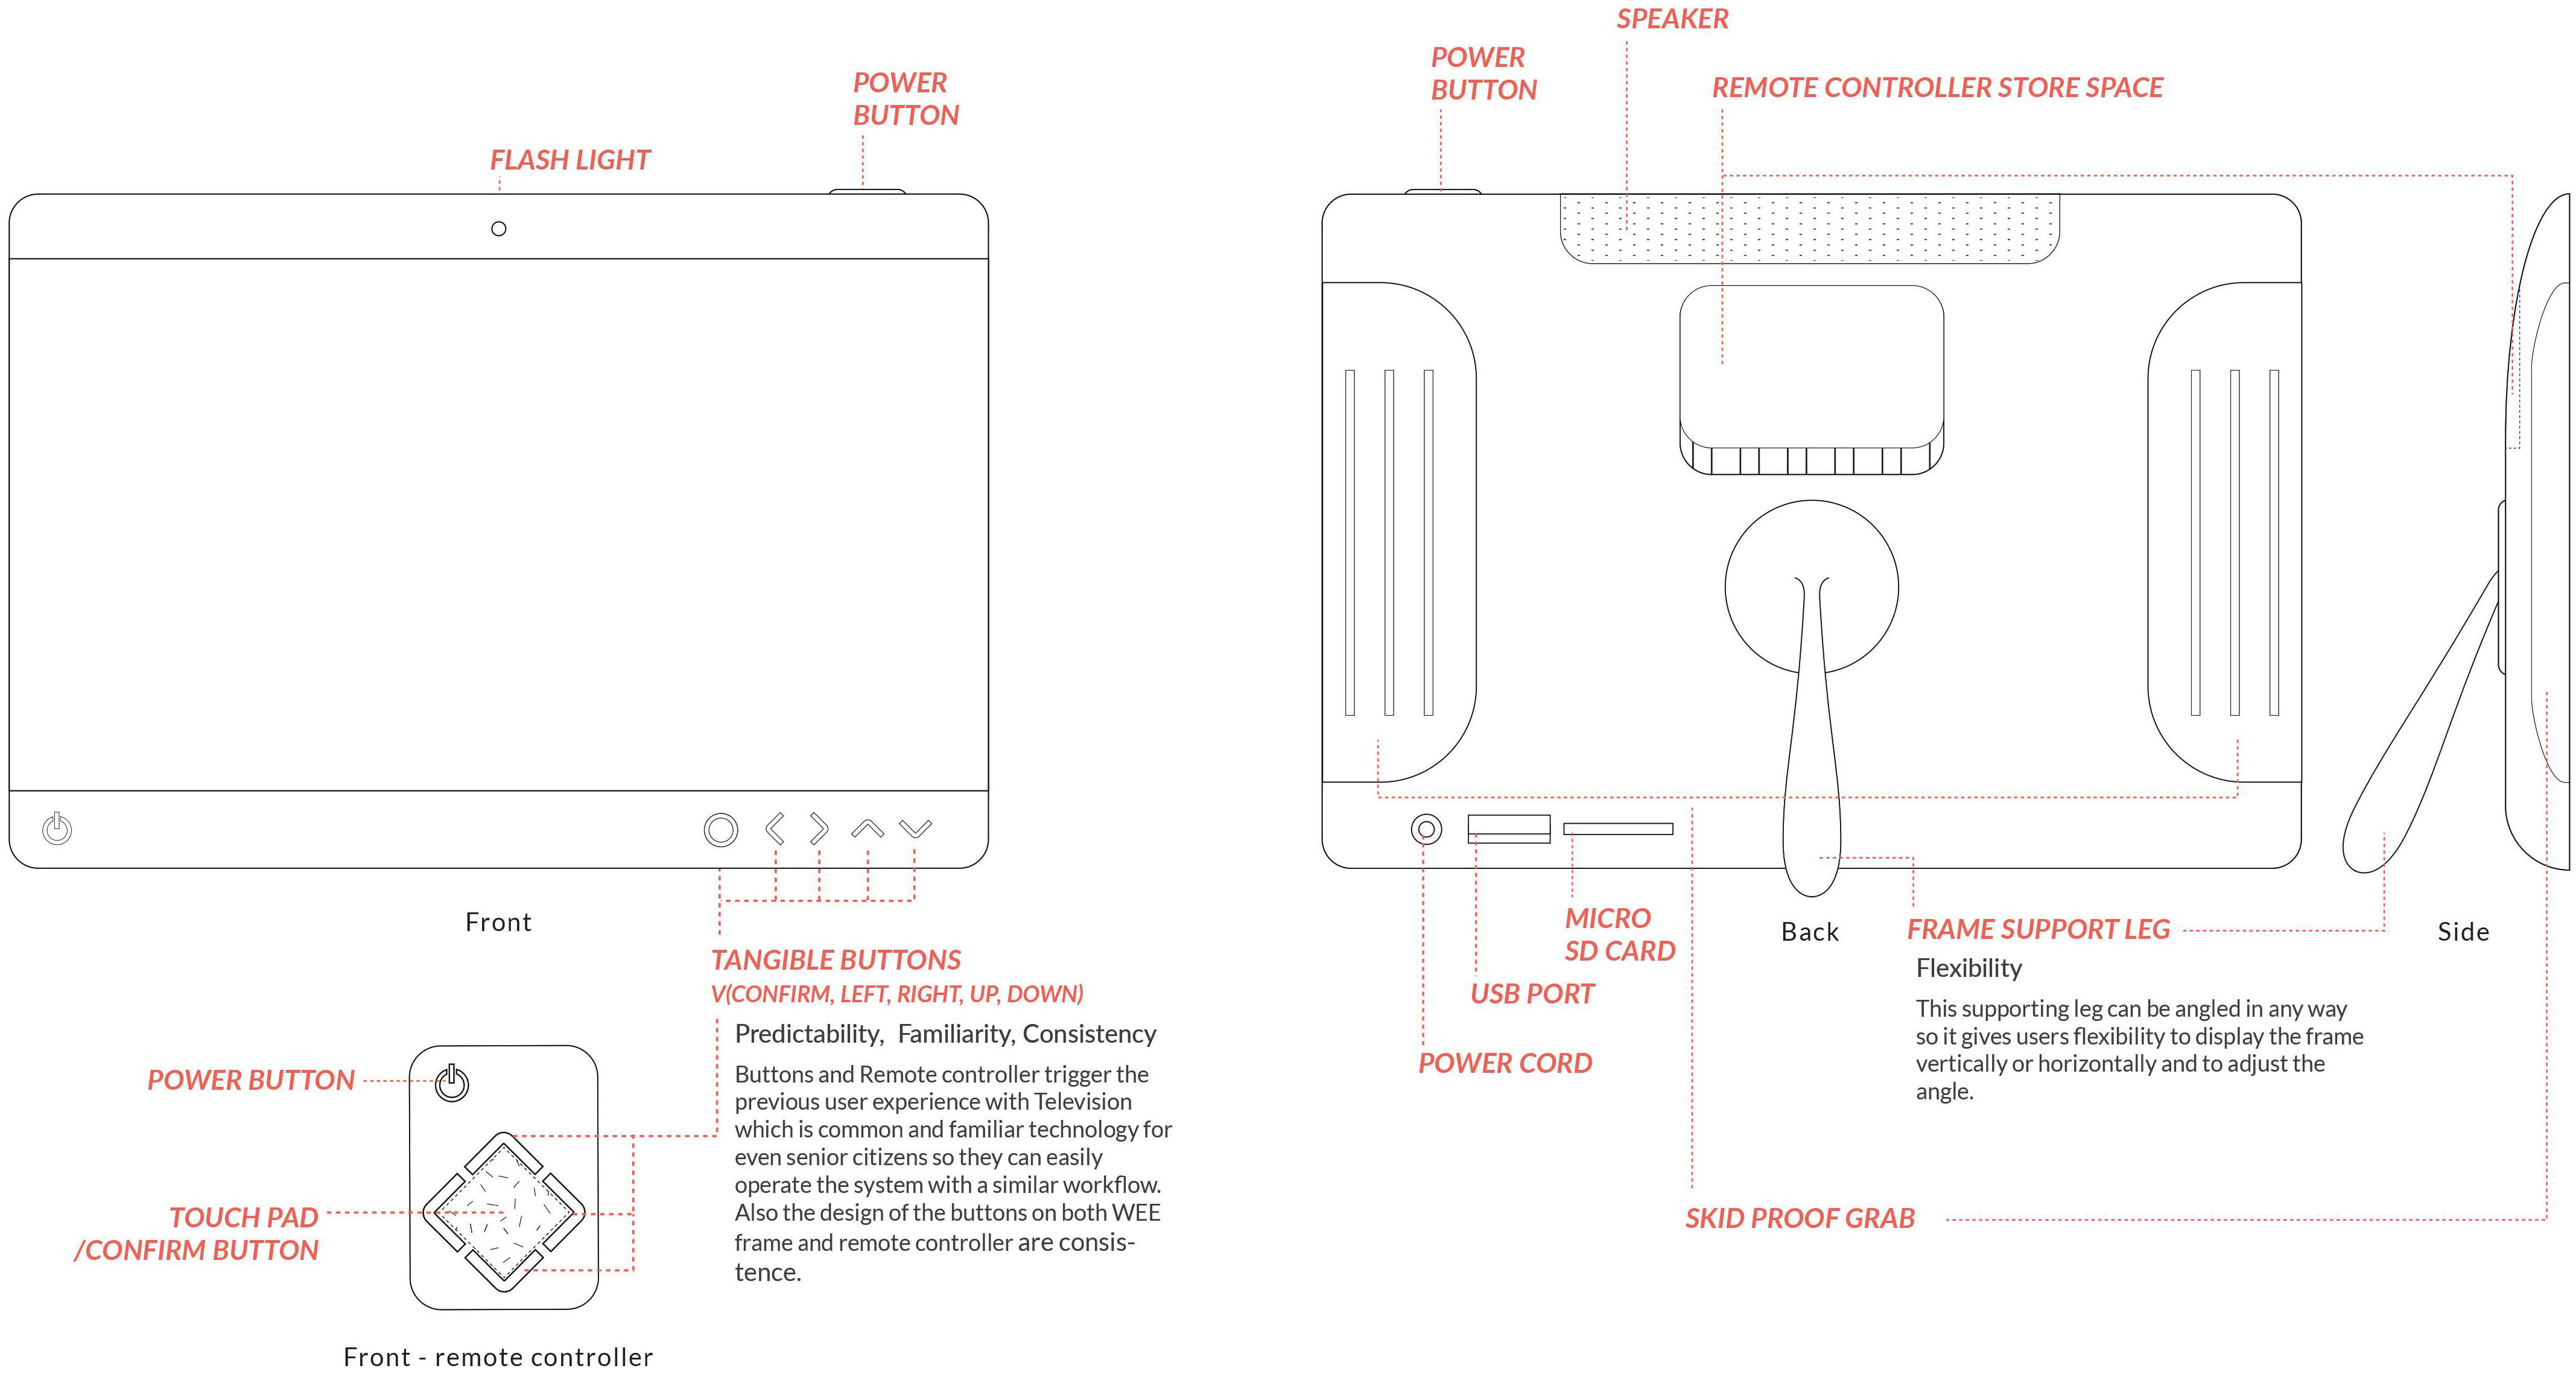 FLASH LIGHT
POWER
BUTTON
Front
TANGIBLE BUTTONS
V(CONFIRM, LEFT, RIGHT, UP, DOWN)
Predictability, Familiarity, Consistency
Buttons and Remote controller trigger the
previous user experience with Television
which is common and familiar technology for
even senior citizens so they can easily
operate the system with a similar workflow.
Also the design of the buttons on both WEE
frame and remote controller are consis-
tence.
POWER BUTTON
TOUCH PAD
/CONFIRM BUTTON
Front - remote controller
POWER
BUTTON
SPEAKER
REMOTE CONTROLLER STORE SPACE
MICRO
SD CARD
USB PORT
POWER CORD
Back
FRAME SUPPORT LEG
Flexibility
This supporting leg can be angled in any way
so it gives users flexibility to display the frame
vertically or horizontally and to adjust the
angle.
Side
SKID PROOF GRAB